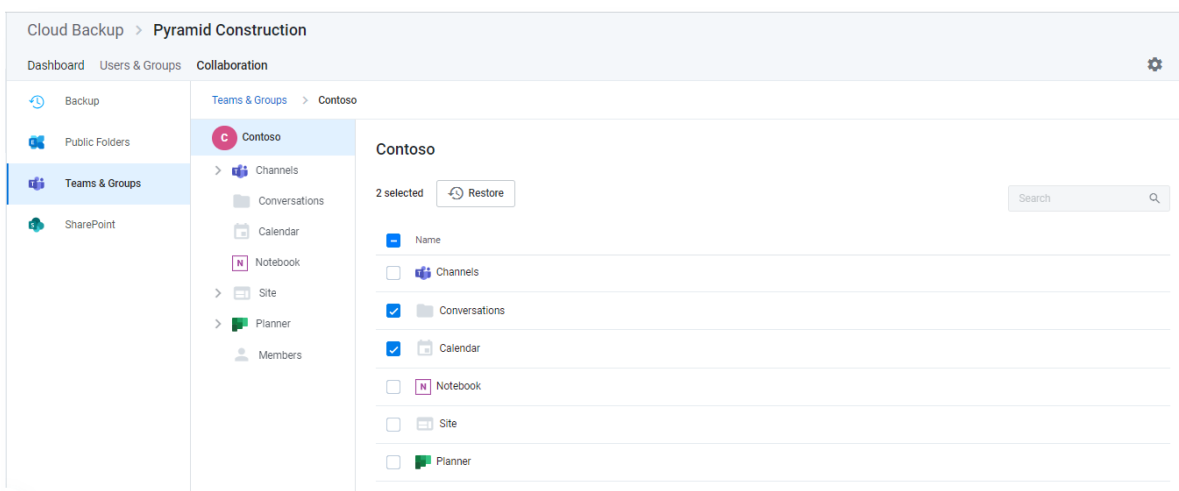 Cloud Backup > Pyramid Construction
Dashboard Users & Groups Collaboration
Backup
Public Folders
Teams & Groups
SharePoint
Teams & Groups > Contoso
C Contoso
Channels
Conversations
Calendar
N Notebook
Site
Planner
Members
Contoso
2 selected Restore Search
Name
Channels
Conversations
Calendar
N Notebook
Site
Planner